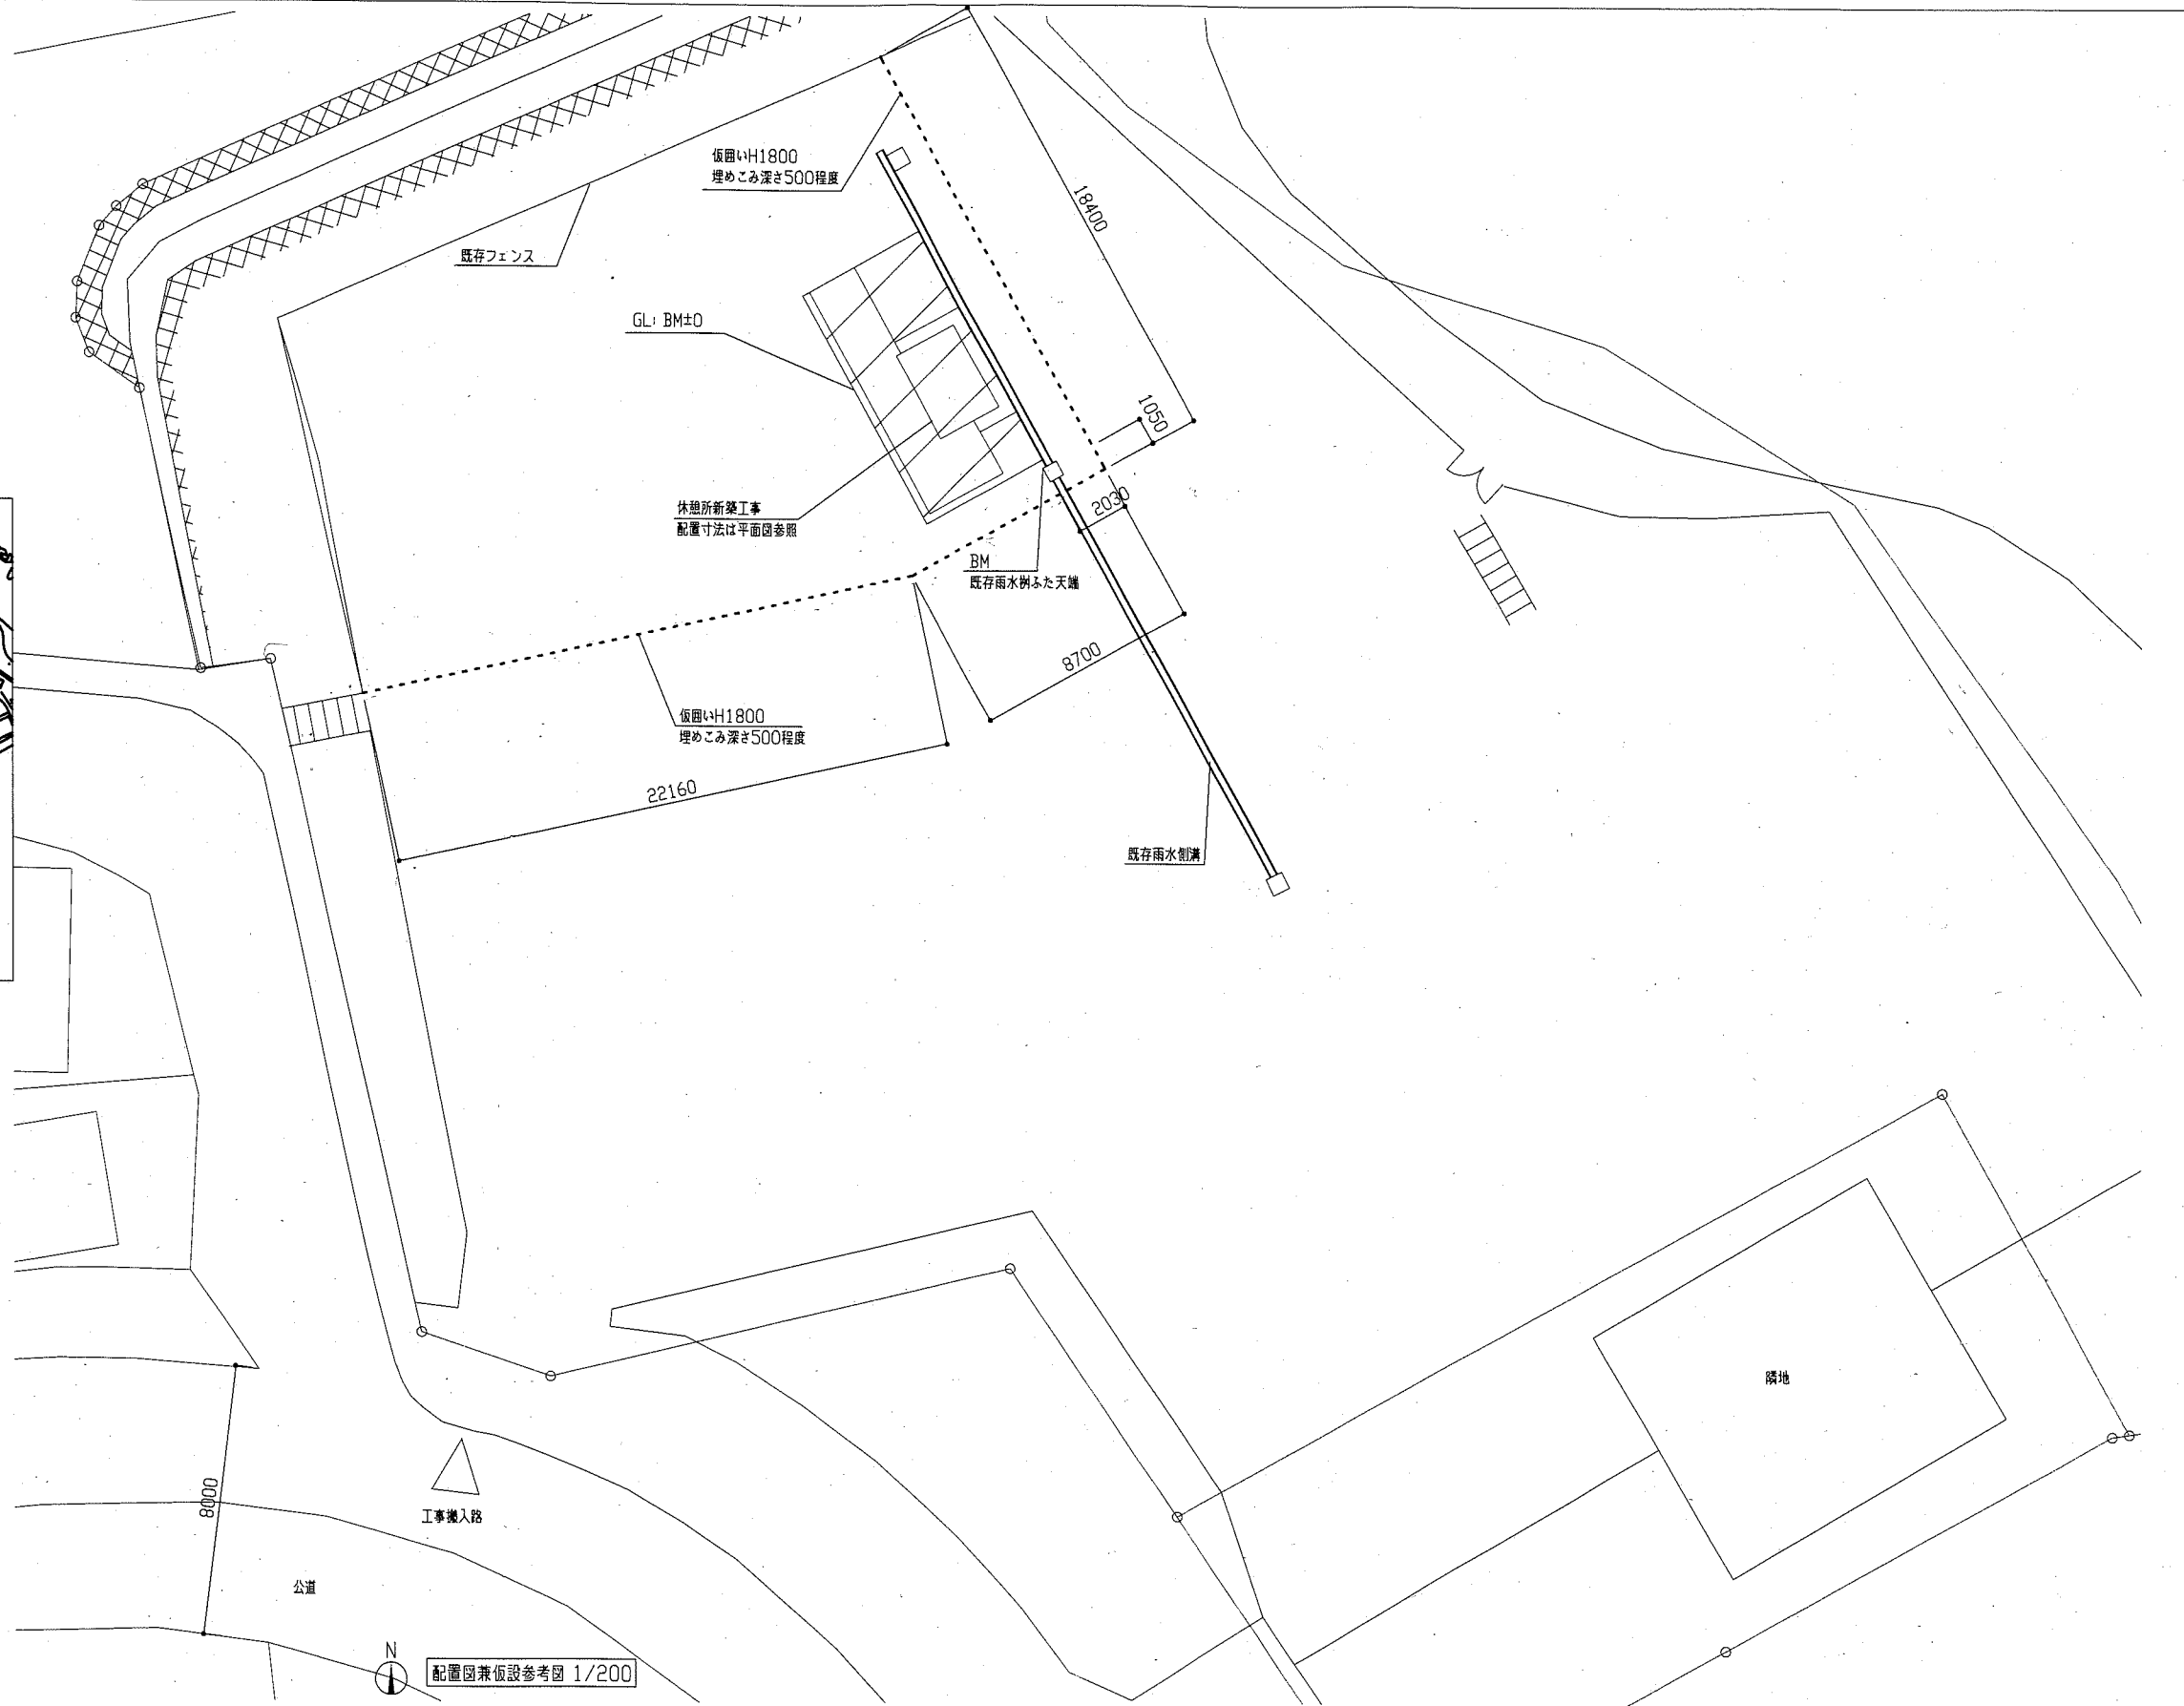 仮囲いH1800
埋めこみ深さ500程度
18400
既存フェンス
GL: BM±0
1050
休憩所新築工事
配置寸法は平面図参照
2030
BM
既存雨水桝ふた天端
8700
仮囲いH1800
埋めこみ深さ500程度
22160
既存雨水側溝
隣地
8000
工事搬入路
公道
N
配置図兼仮設参考図 1/200